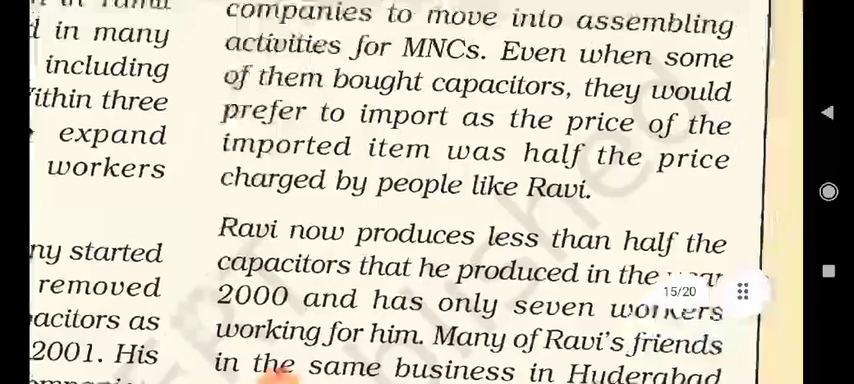 d in many
including
ithin three
expand
workers
ny started
removed
acitors as
2001. His
companies to move into assembling
activities for MNCs. Even when some
of them bought capacitors, they would
prefer to import as the price of the
imported item was half the price
charged by people like Ravi.
Ravi now produces less than half the
capacitors that he produced in the year
2000 and has only seven workers
working for him. Many of Ravi's friends
in the same business in Hyderabad
15/20